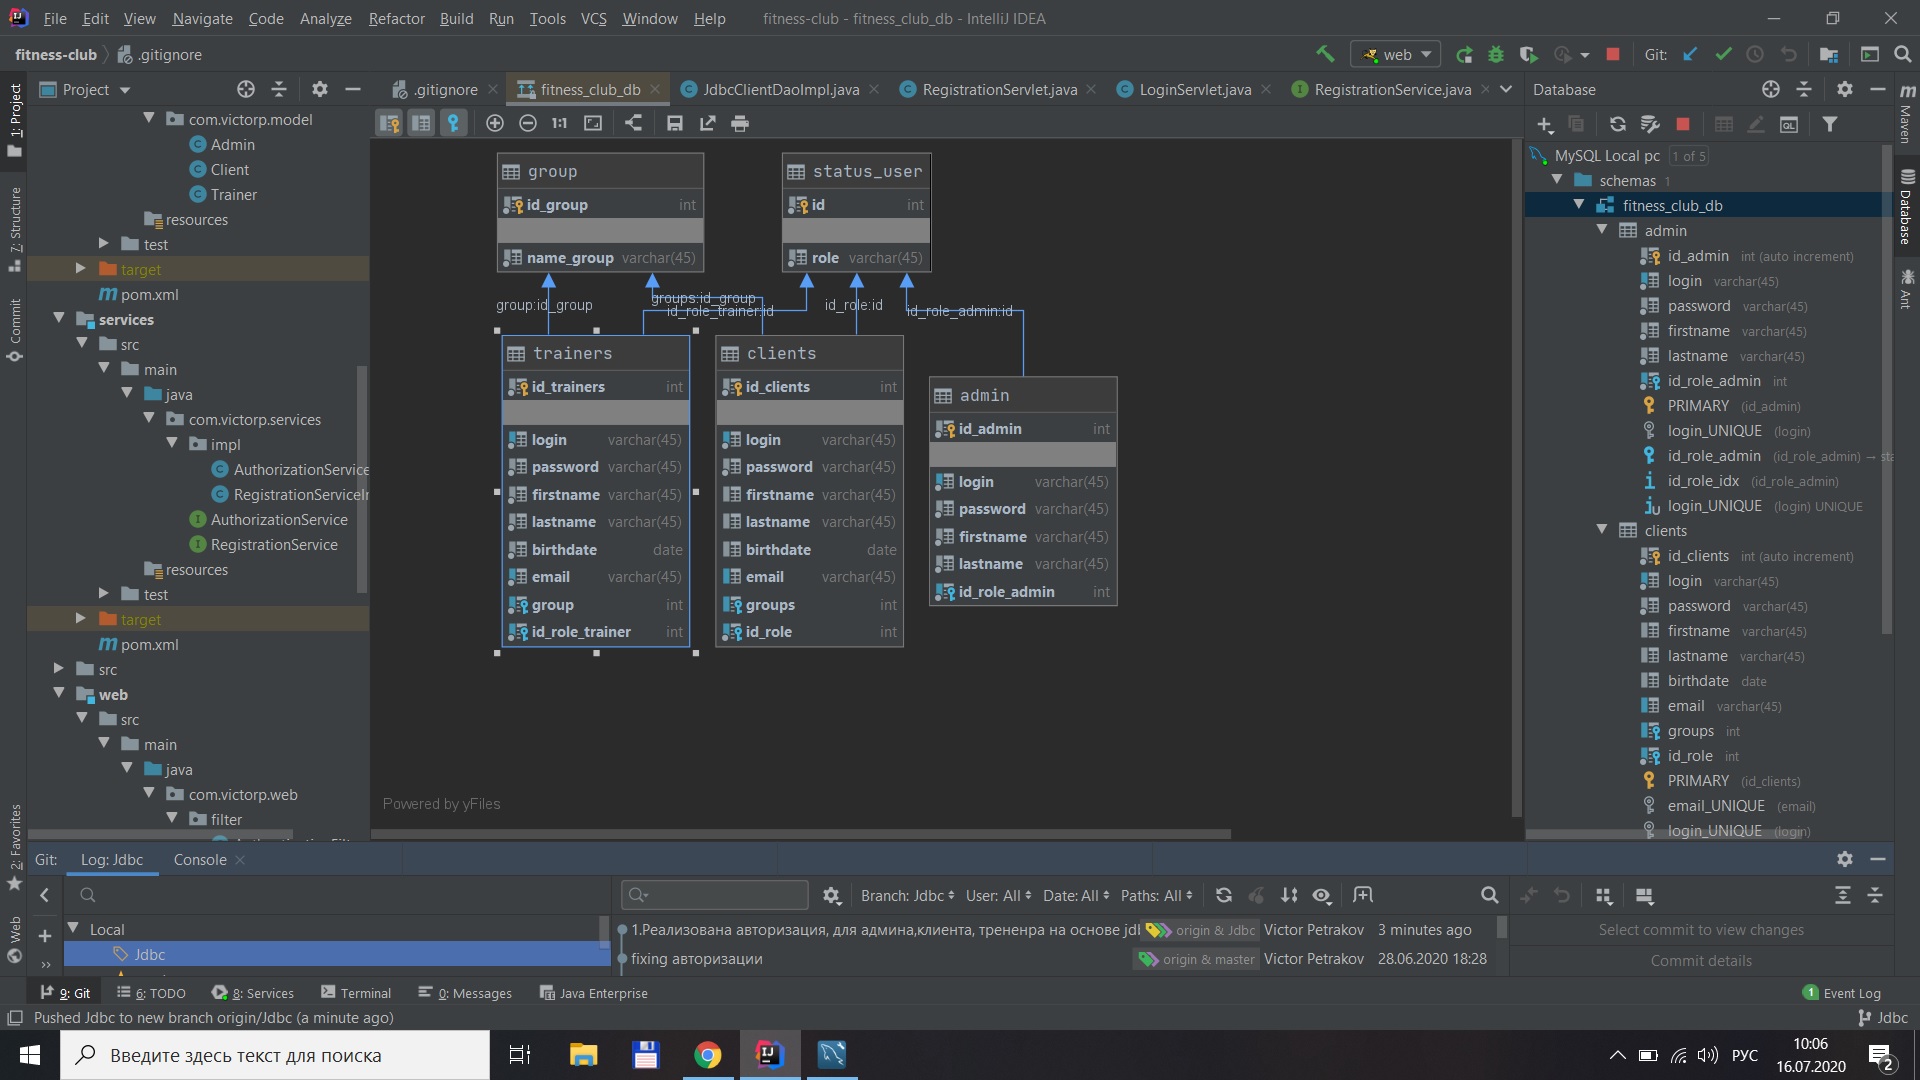 File Edit View Navigate Code Analyze Refactor Build Run Tools VCS Window Help fitness-club - fitness_club_db - IntelliJ IDEA
fitness-club .gitignore web Git:
1: Project
7: Structure
Commit
2: Favorites
Web
Project
com.victorp.model
Admin
Client
Trainer
resources
test
target
pom.xml
services
src
main
java
com.victorp.services
impl
AuthorizationService
RegistrationServiceIr
AuthorizationService
RegistrationService
resources
test
target
pom.xml
src
web
src
main
java
com.victorp.web
filter
.gitignore fitness_club_db JdbcClientDaoImpl.java RegistrationServlet.java LoginServlet.java RegistrationService.java
1:1
group
id_group int
name_group varchar(45)
status_user
id int
role varchar(45)
group:id_group
groups:id_group
id_role_trainer:id
id_role:id
id_role_admin:id
trainers
id_trainers int
login varchar(45)
password varchar(45)
firstname varchar(45)
lastname varchar(45)
birthdate date
email varchar(45)
group int
id_role_trainer int
clients
id_clients int
login varchar(45)
password varchar(45)
firstname varchar(45)
lastname varchar(45)
birthdate date
email varchar(45)
groups int
id_role int
admin
id_admin int
login varchar(45)
password varchar(45)
firstname varchar(45)
lastname varchar(45)
id_role_admin int
Powered by yFiles
Database
QL
MySQL Local pc 1 of 5
schemas 1
fitness_club_db
admin
id_admin int (auto increment)
login varchar(45)
password varchar(45)
firstname varchar(45)
lastname varchar(45)
id_role_admin int
PRIMARY (id_admin)
login_UNIQUE (login)
id_role_admin (id_role_admin) → sta
id_role_idx (id_role_admin)
login_UNIQUE (login) UNIQUE
clients
id_clients int (auto increment)
login varchar(45)
password varchar(45)
firstname varchar(45)
lastname varchar(45)
birthdate date
email varchar(45)
groups int
id_role int
PRIMARY (id_clients)
email_UNIQUE (email)
login_UNIQUE (login)
Maven
Database
Ant
Git: Log: Jdbc Console
Branch: Jdbc User: All Date: All Paths: All
Local
Jdbc
1.Реализована авторизация, для админа,клиента, трененра на основе jdb origin & Jdbc Victor Petrakov 3 minutes ago
fixing авторизации origin & master Victor Petrakov 28.06.2020 18:28
Select commit to view changes
Commit details
9: Git 6: TODO 8: Services Terminal 0: Messages Java Enterprise 1 Event Log
Pushed Jdbc to new branch origin/Jdbc (a minute ago) Jdbc
Введите здесь текст для поиска
РУС
10:06
16.07.2020
2